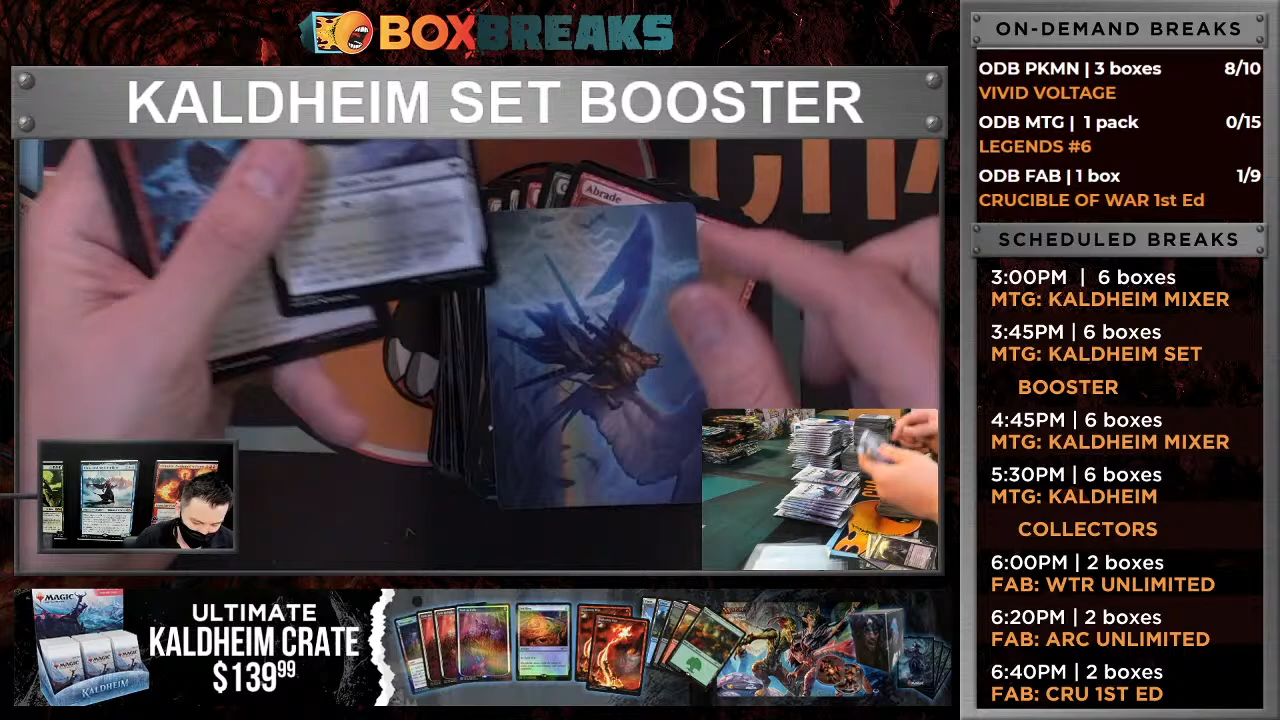 BOXBREAKS
KALDHEIM SET BOOSTER
Abrade
ULTIMATE
KALDHEIM CRATE
$139⁹⁹
MAGIC
KALDHEIM
ON-DEMAND BREAKS
ODB PKMN | 3 boxes 8/10
VIVID VOLTAGE
ODB MTG | 1 pack 0/15
LEGENDS #6
ODB FAB | 1 box 1/9
CRUCIBLE OF WAR 1st Ed
SCHEDULED BREAKS
3:00PM | 6 boxes
MTG: KALDHEIM MIXER
3:45PM | 6 boxes
MTG: KALDHEIM SET
BOOSTER
4:45PM | 6 boxes
MTG: KALDHEIM MIXER
5:30PM | 6 boxes
MTG: KALDHEIM
COLLECTORS
6:00PM | 2 boxes
FAB: WTR UNLIMITED
6:20PM | 2 boxes
FAB: ARC UNLIMITED
6:40PM | 2 boxes
FAB: CRU 1ST ED